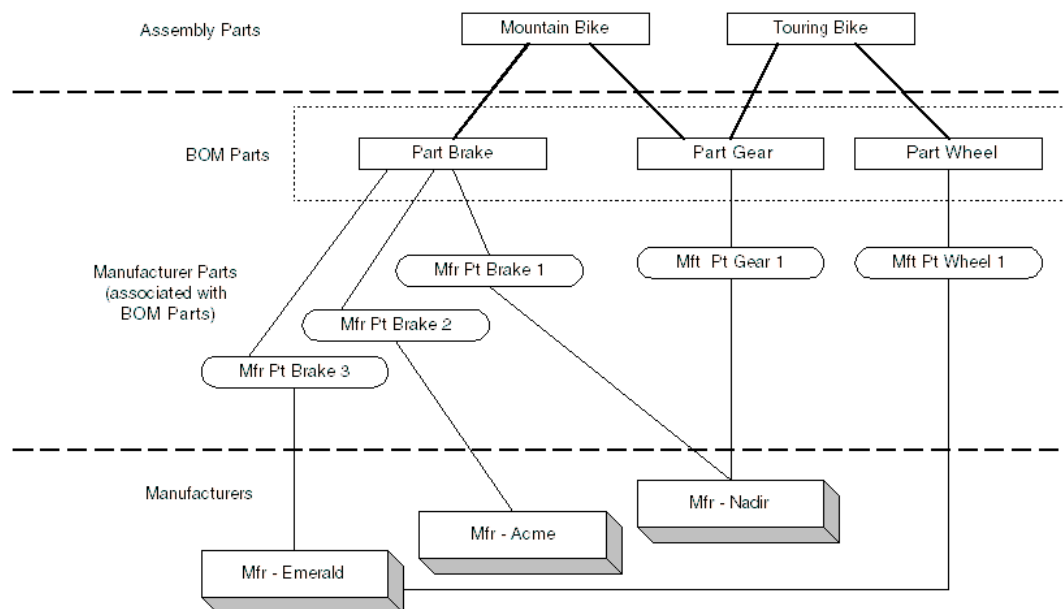 Assembly Parts
Mountain Bike
Touring Bike
BOM Parts
Part Brake
Part Gear
Part Wheel
Manufacturer Parts
(associated with
BOM Parts)
Mfr Pt Brake 1
Mft Pt Gear 1
Mft Pt Wheel 1
Mfr Pt Brake 2
Mfr Pt Brake 3
Manufacturers
Mfr - Nadir
Mfr - Acme
Mfr - Emerald